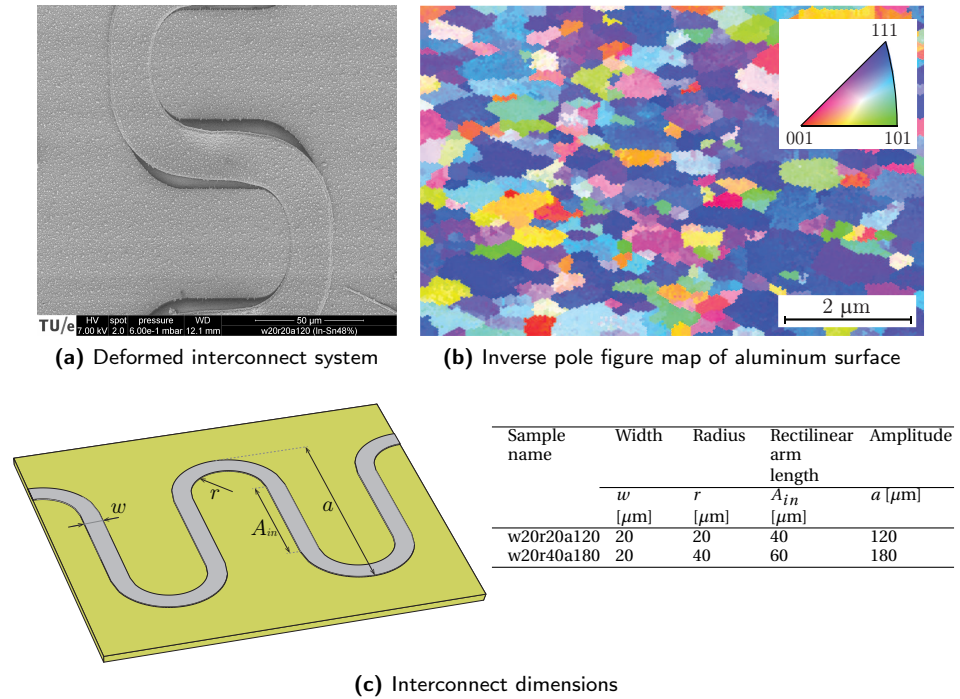 TU/e
HV spot pressure WD 50 µm
7.00 kV 2.0 6.00e-1 mbar 12.1 mm w20r20a120 (In-Sn48%)
(a) Deformed interconnect system
111
001 101
2 µm
(b) Inverse pole figure map of aluminum surface
w
r
A_in
a
Sample name Width Radius Rectilinear arm length Amplitude
w [µm] r [µm] A_in [µm] a [µm]
w20r20a120 20 20 40 120
w20r40a180 20 40 60 180
(c) Interconnect dimensions